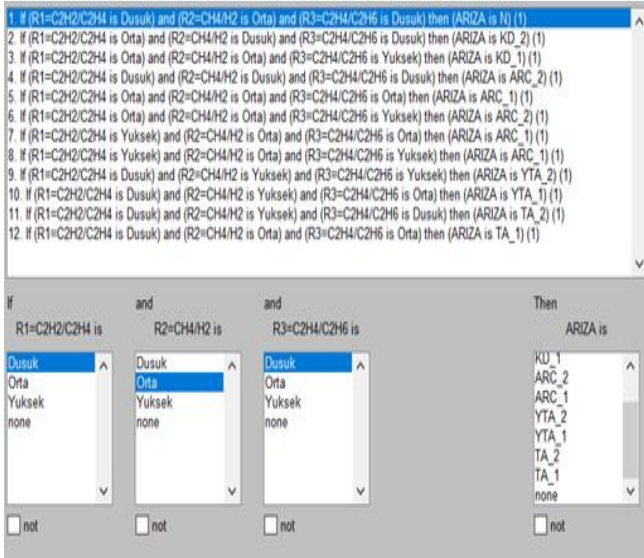 1. If (R1=C2H2/C2H4 is Dusuk) and (R2=CH4/H2 is Orta) and (R3=C2H4/C2H6 is Dusuk) then (ARIZA is N) (1)
2. If (R1=C2H2/C2H4 is Orta) and (R2=CH4/H2 is Dusuk) and (R3=C2H4/C2H6 is Dusuk) then (ARIZA is KD_2) (1)
3. If (R1=C2H2/C2H4 is Orta) and (R2=CH4/H2 is Orta) and (R3=C2H4/C2H6 is Yuksek) then (ARIZA is KD_1) (1)
4. If (R1=C2H2/C2H4 is Dusuk) and (R2=CH4/H2 is Dusuk) and (R3=C2H4/C2H6 is Dusuk) then (ARIZA is ARC_2) (1)
5. If (R1=C2H2/C2H4 is Orta) and (R2=CH4/H2 is Orta) and (R3=C2H4/C2H6 is Orta) then (ARIZA is ARC_1) (1)
6. If (R1=C2H2/C2H4 is Orta) and (R2=CH4/H2 is Orta) and (R3=C2H4/C2H6 is Yuksek) then (ARIZA is ARC_2) (1)
7. If (R1=C2H2/C2H4 is Yuksek) and (R2=CH4/H2 is Orta) and (R3=C2H4/C2H6 is Orta) then (ARIZA is ARC_1) (1)
8. If (R1=C2H2/C2H4 is Yuksek) and (R2=CH4/H2 is Orta) and (R3=C2H4/C2H6 is Yuksek) then (ARIZA is ARC_1) (1)
9. If (R1=C2H2/C2H4 is Dusuk) and (R2=CH4/H2 is Yuksek) and (R3=C2H4/C2H6 is Yuksek) then (ARIZA is YTA_2) (1)
10. If (R1=C2H2/C2H4 is Dusuk) and (R2=CH4/H2 is Yuksek) and (R3=C2H4/C2H6 is Orta) then (ARIZA is YTA_1) (1)
11. If (R1=C2H2/C2H4 is Dusuk) and (R2=CH4/H2 is Yuksek) and (R3=C2H4/C2H6 is Dusuk) then (ARIZA is TA_2) (1)
12. If (R1=C2H2/C2H4 is Dusuk) and (R2=CH4/H2 is Orta) and (R3=C2H4/C2H6 is Orta) then (ARIZA is TA_1) (1)
If and and Then
R1=C2H2/C2H4 is R2=CH4/H2 is R3=C2H4/C2H6 is ARIZA is
Dusuk
Orta
Yuksek
none
not
Dusuk
Orta
Yuksek
none
not
Dusuk
Orta
Yuksek
none
not
KD_1
ARC_2
ARC_1
YTA_2
YTA_1
TA_2
TA_1
none
not